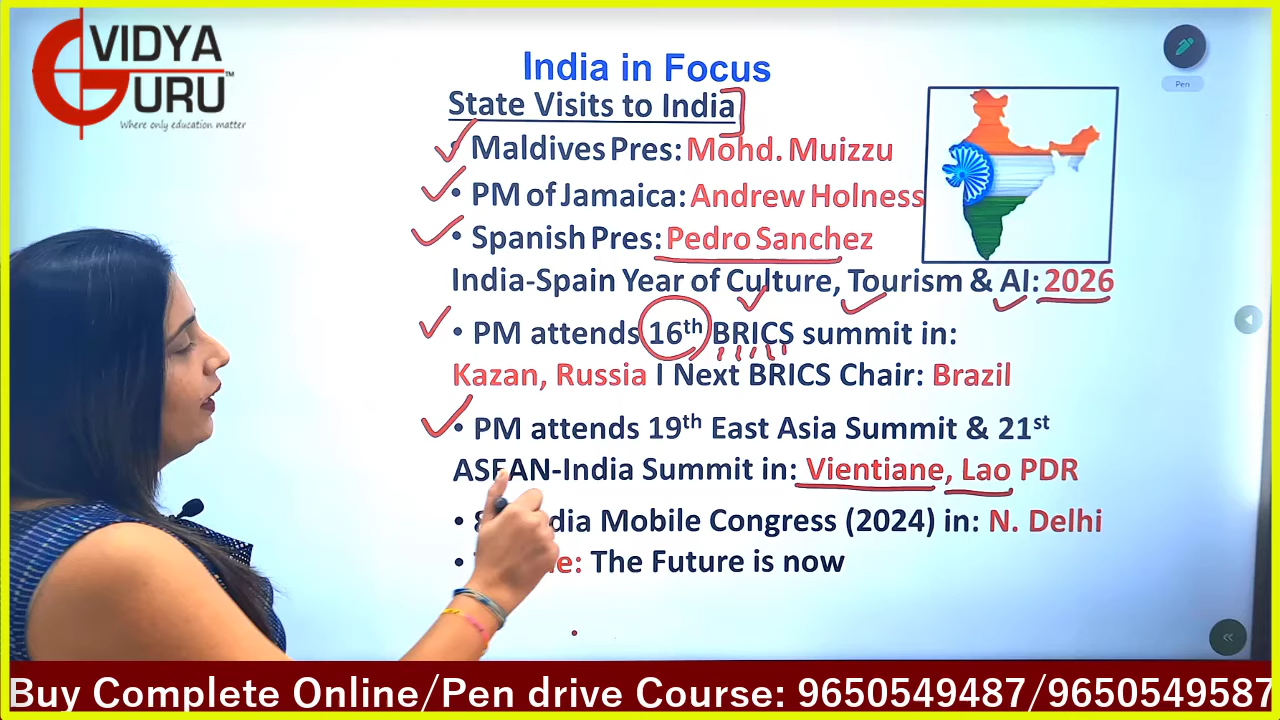 VIDYA
GURU™
Where only education matter
India in Focus
Pen
State Visits to India
• Maldives Pres: Mohd. Muizzu
• PM of Jamaica: Andrew Holness
• Spanish Pres: Pedro Sanchez
India-Spain Year of Culture, Tourism & AI: 2026
• PM attends 16th BRICS summit in:
Kazan, Russia I Next BRICS Chair: Brazil
• PM attends 19th East Asia Summit & 21st
ASEAN-India Summit in: Vientiane, Lao PDR
• Mobile Congress (2024) in: N. Delhi
• The Future is now
Buy Complete Online/Pen drive Course: 9650549487/9650549587